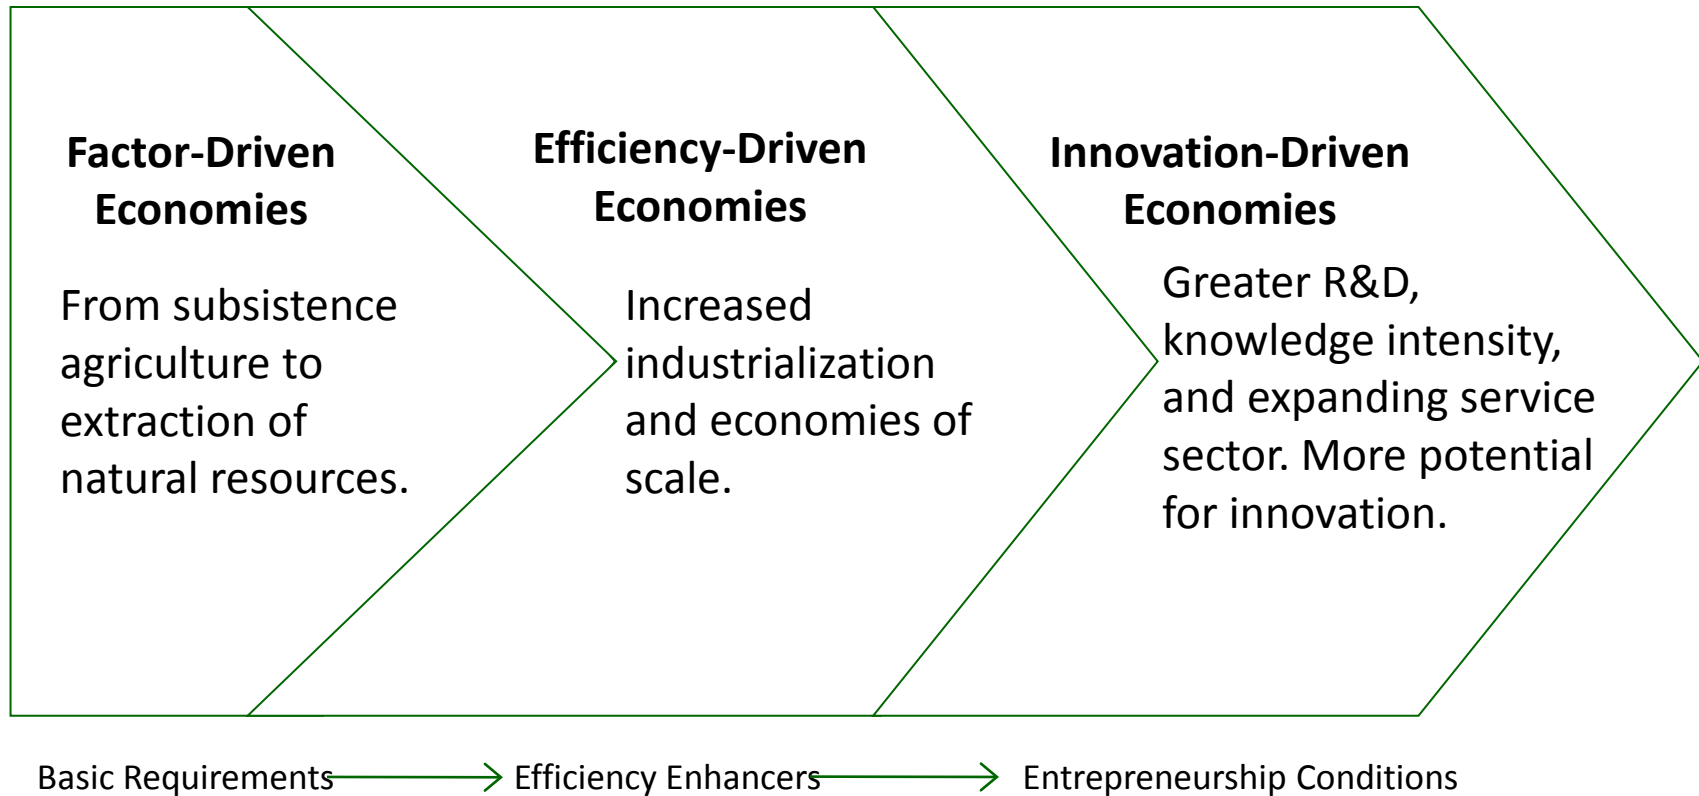 Factor-Driven
Economies
From subsistence
agriculture to
extraction of
natural resources.
Efficiency-Driven
Economies
Increased
industrialization
and economies of
scale.
Innovation-Driven
Economies
Greater R&D,
knowledge intensity,
and expanding service
sector. More potential
for innovation.
Basic Requirements Efficiency Enhancers Entrepreneurship Conditions